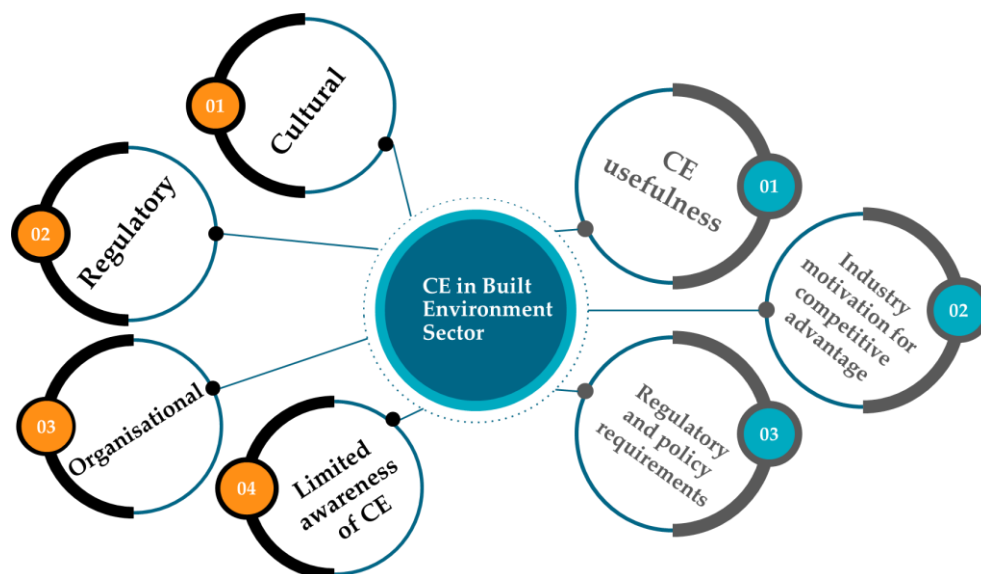 01
Cultural
02
Regulatory
03
Organisational
04
Limited
awareness
of CE
CE in Built
Environment
Sector
CE
usefulness
01
Industry
motivation for
competitive
advantage
02
Regulatory
and policy
requirements
03